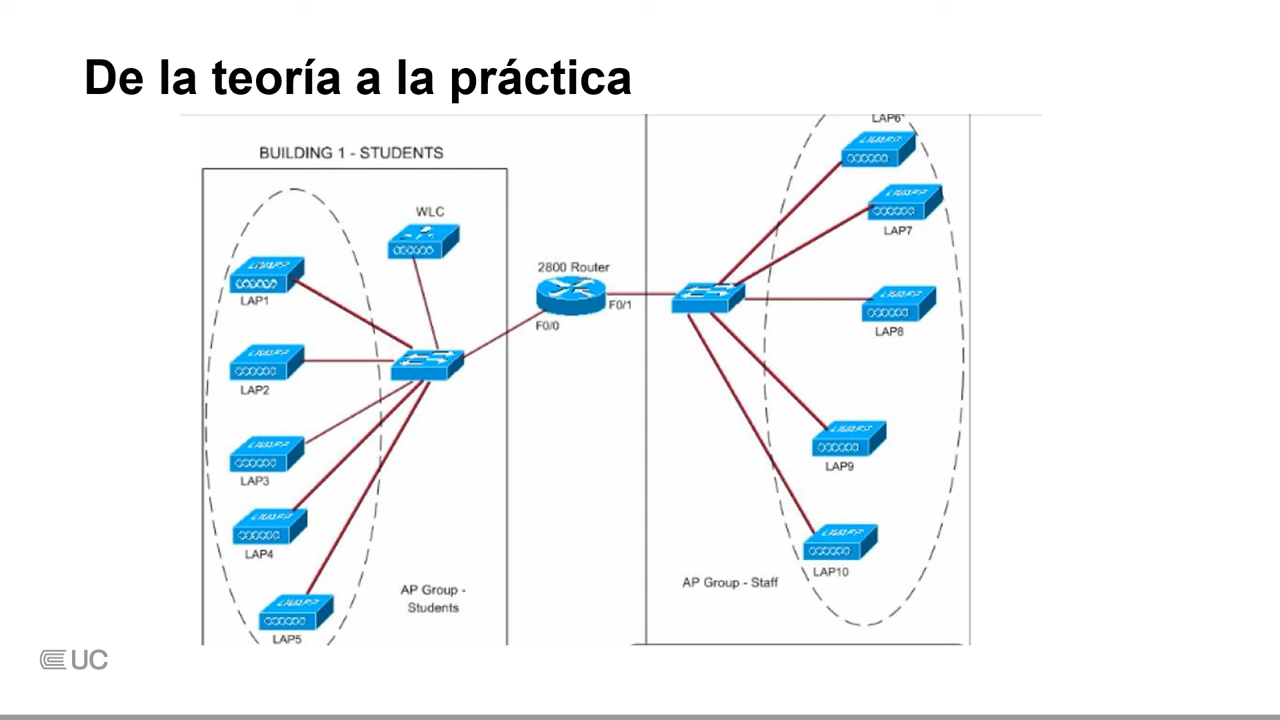 De la teoría a la práctica
BUILDING 1 - STUDENTS
WLC
LAP1
LAP2
LAP3
LAP4
LAP5
AP Group -
Students
2800 Router
F0/0
F0/1
LAP6
LAP7
LAP8
LAP9
LAP10
AP Group - Staff
UC